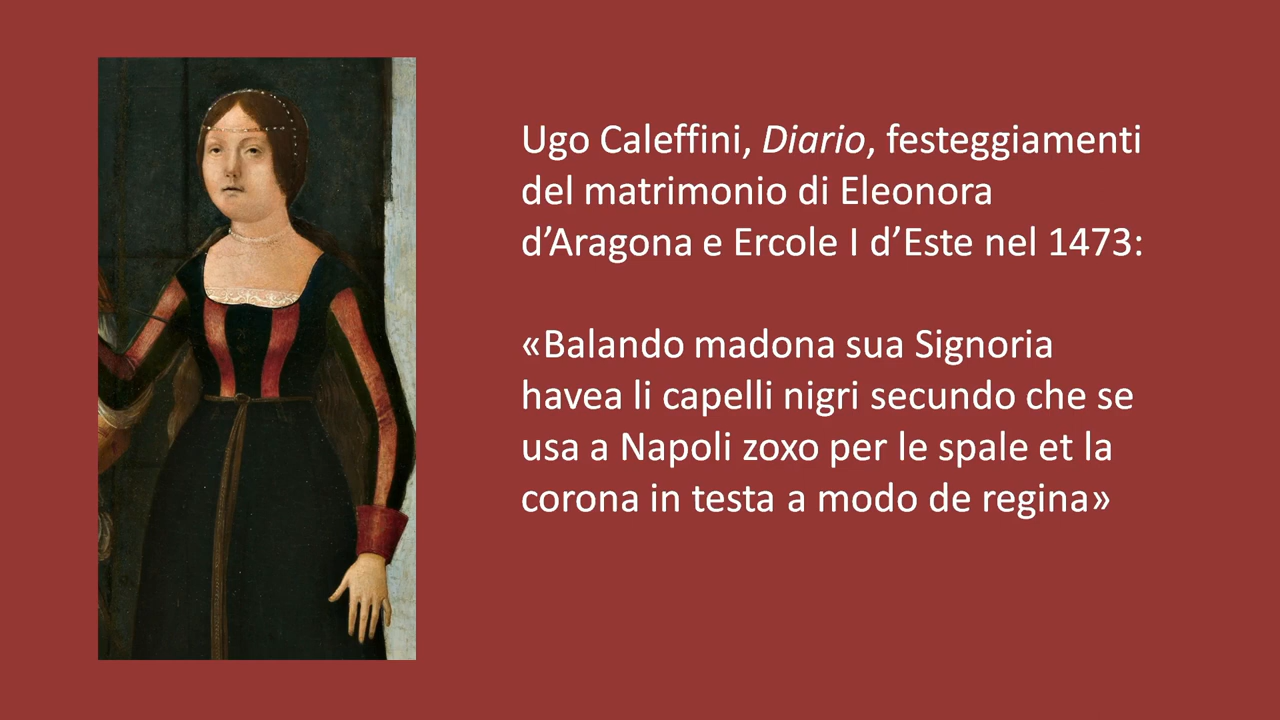 Ugo Caleffini, Diario, festeggiamenti
del matrimonio di Eleonora
d’Aragona e Ercole I d’Este nel 1473:
«Balando madona sua Signoria
havea li capelli nigri secundo che se
usa a Napoli zoxo per le spale et la
corona in testa a modo de regina»